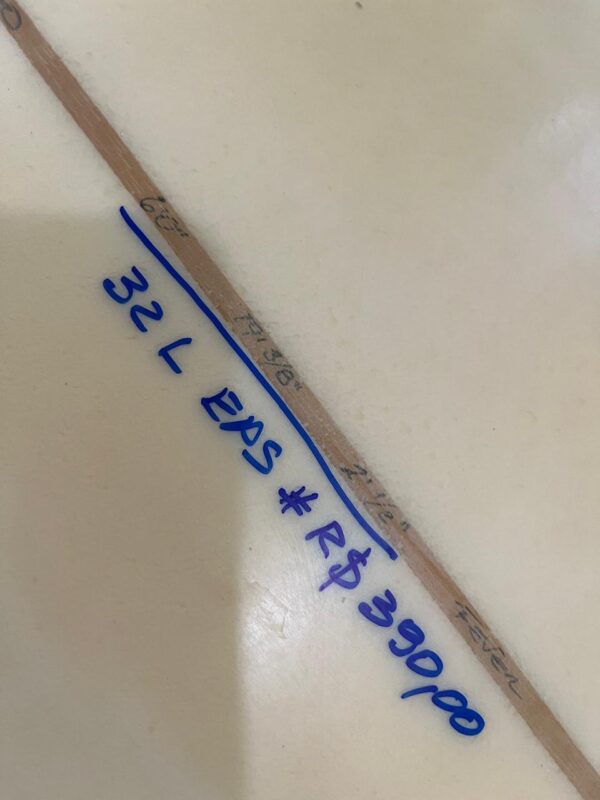 6'0" 19' 3/8" 2' 1/2" FEVER
32 L EPS * R$ 390,00